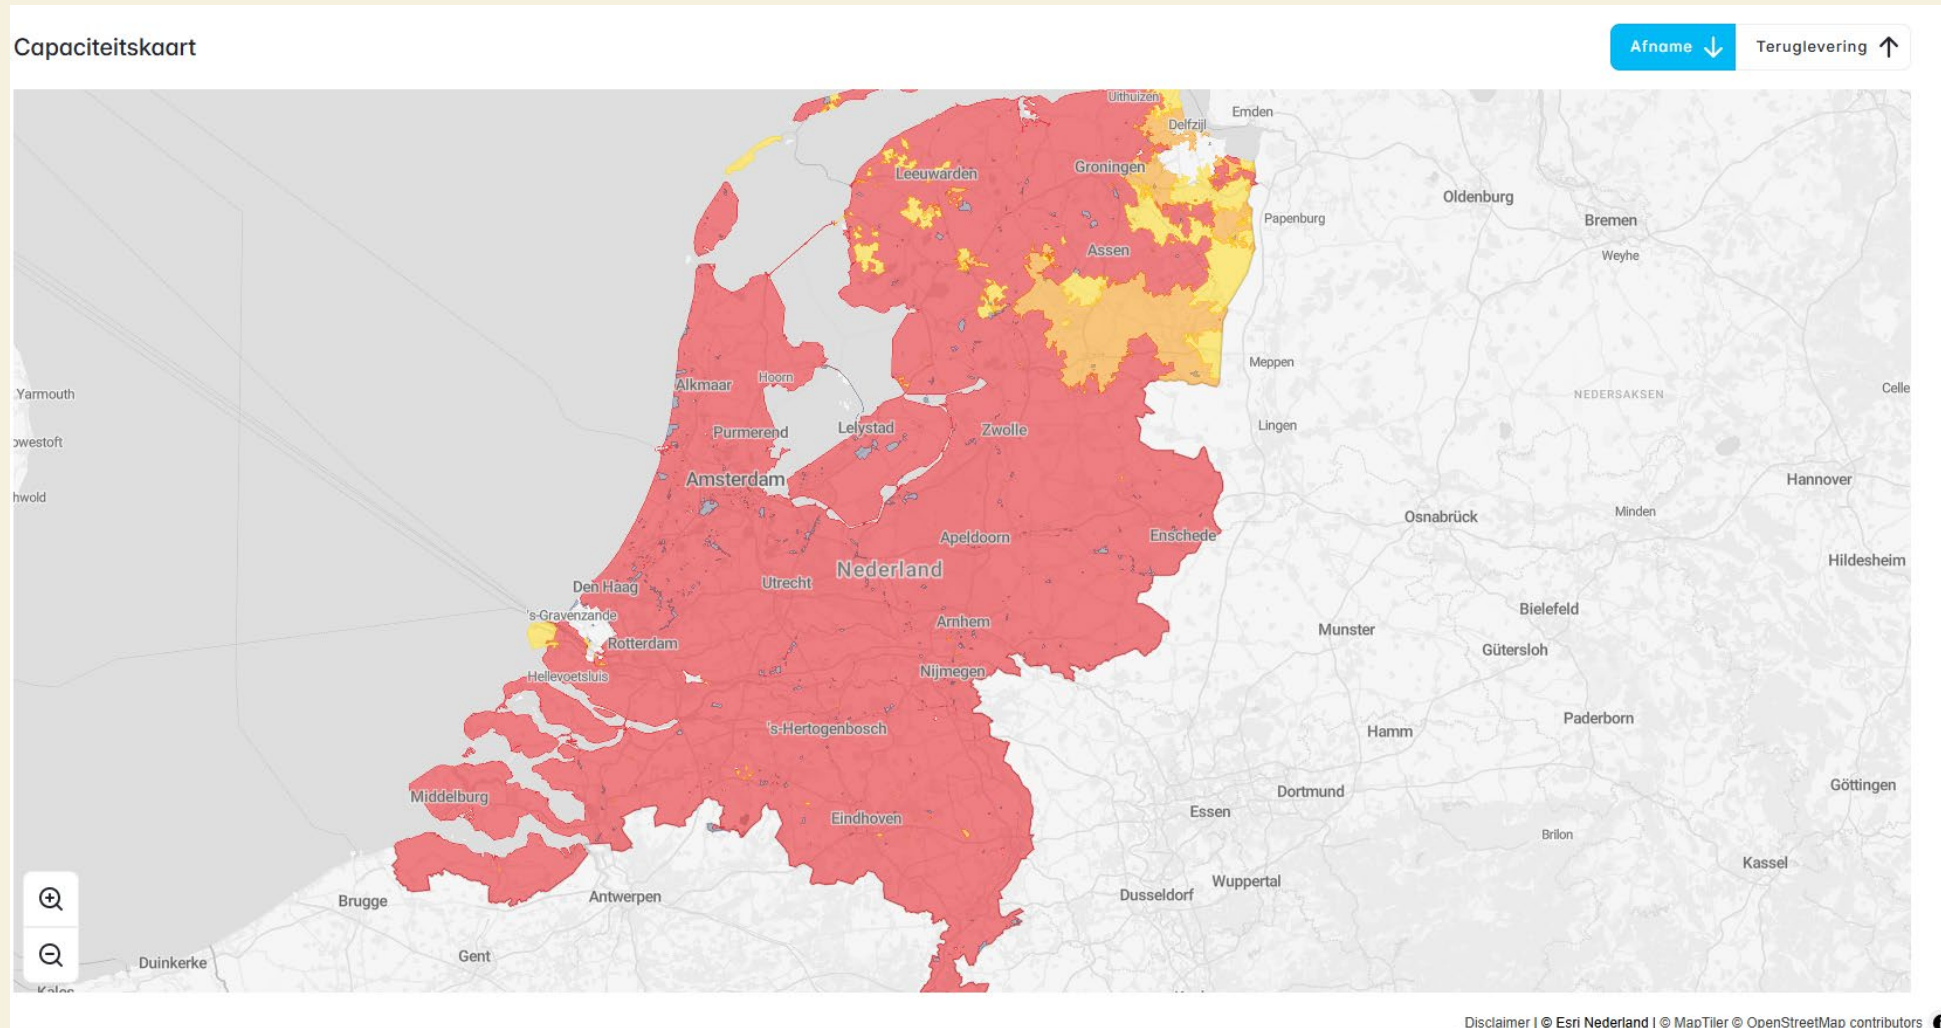 Capaciteitskaart
Afname
Teruglevering
Uithuizen
Emden
Delfzijl
Groningen
Leeuwarden
Oldenburg
Papenburg
Bremen
Assen
Weyhe
Meppen
Alkmaar
Hoorn
Celle
Yarmouth
NEDERSAKSEN
Lingen
Purmerend
Lelystad
Zwolle
owestoft
Amsterdam
Hannover
hwold
Osnabrück
Minden
Apeldoorn
Enschede
Hildesheim
Nederland
Utrecht
Den Haag
Bielefeld
's-Gravenzande
Arnhem
Munster
Rotterdam
Gütersloh
Nijmegen
Hellevoetsluis
Paderborn
's-Hertogenbosch
Hamm
Göttingen
Dortmund
Middelburg
Essen
Eindhoven
Brilon
Kassel
Wuppertal
Dusseldorf
Antwerpen
Brugge
Gent
Duinkerke
Kales
Disclaimer | © Esri Nederland | © MapTiler © OpenStreetMap contributors